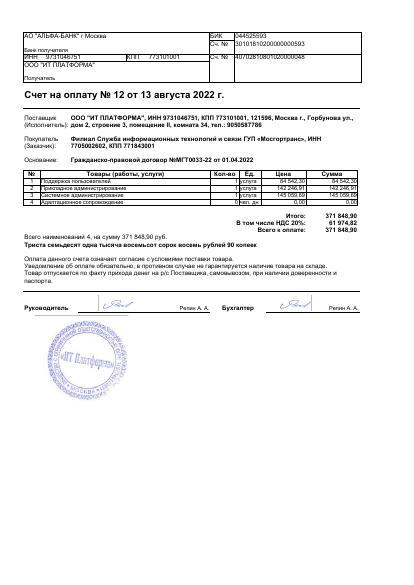 АО "АЛЬФА-БАНК" г Москва
БИК 044525593
Сч. № 30101810200000000593
Банк получателя
ИНН 9731046751 КПП 773101001 Сч. № 40702810801020000048
ООО "ИТ ПЛАТФОРМА"
Получатель
Счет на оплату № 12 от 13 августа 2022 г.
Поставщик (Исполнитель): ООО "ИТ ПЛАТФОРМА", ИНН 9731046751, КПП 773101001, 121596, Москва г., Горбунова ул.,
дом 2, строение 3, помещение II, комната 34, тел.: 9050587786
Покупатель (Заказчик): Филиал Служба информационных технологий и связи ГУП «Мосгортранс», ИНН
7705002602, КПП 771843001
Основание: Гражданско-правовой договор №МГТ0033-22 от 01.04.2022
№ Товары (работы, услуги) Кол-во Ед. Цена Сумма
1 Поддержка пользователей 1 услуга 84 542,30 84 542,30
2 Прикладное администрирование 1 услуга 142 246,91 142 246,91
3 Системное администрирование 1 услуга 145 059,69 145 059,69
4 Адаптационное сопровождение 0 чел. дн 0,00 0,00
Итого: 371 848,90
В том числе НДС 20%: 61 974,82
Всего к оплате: 371 848,90
Всего наименований 4, на сумму 371 848,90 руб.
Триста семьдесят одна тысяча восемьсот сорок восемь рублей 90 копеек
Оплата данного счета означает согласие с условиями поставки товара.
Уведомление об оплате обязательно, в противном случае не гарантируется наличие товара на складе.
Товар отпускается по факту прихода денег на р/с Поставщика, самовывозом, при наличии доверенности и
паспорта.
Руководитель Репин А. А. Бухгалтер Репин А. А.
«ИТ Платформа»
МОСКВА